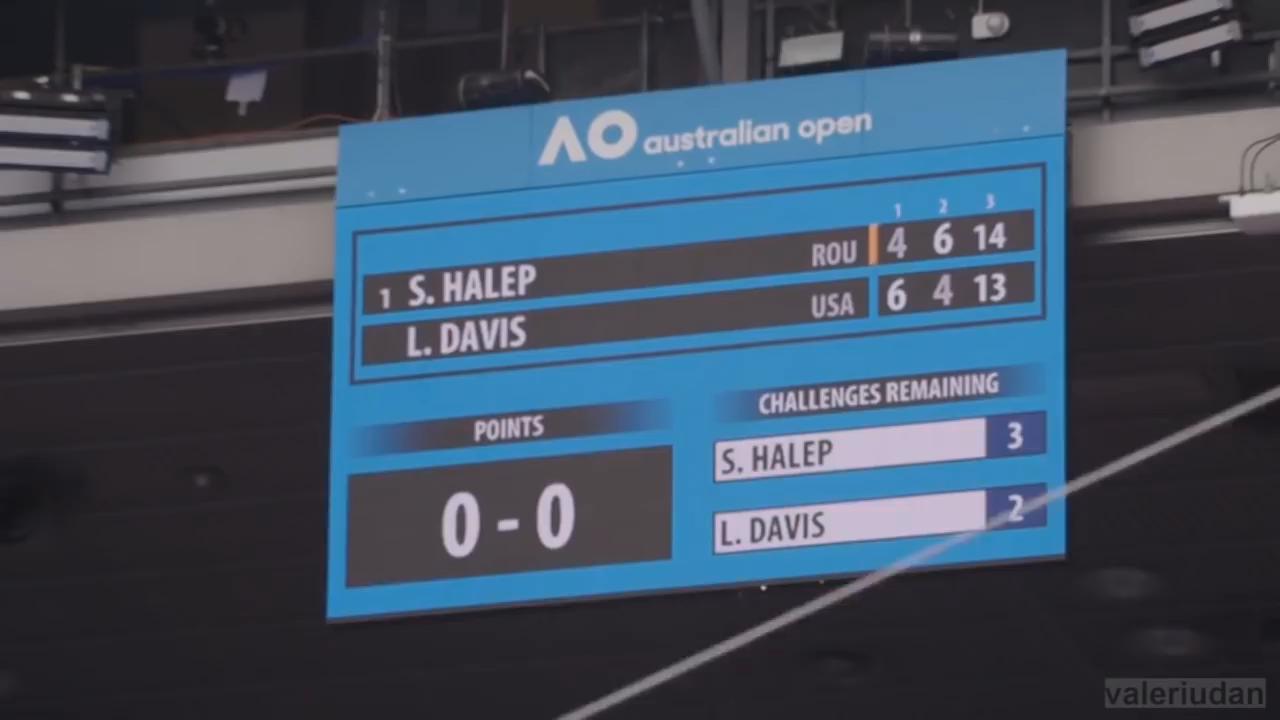 AO australian open
1 2 3
1 S. HALEP ROU 4 6 14
L. DAVIS USA 6 4 13
POINTS
0 - 0
CHALLENGES REMAINING
S. HALEP 3
L. DAVIS 2
valeriudan